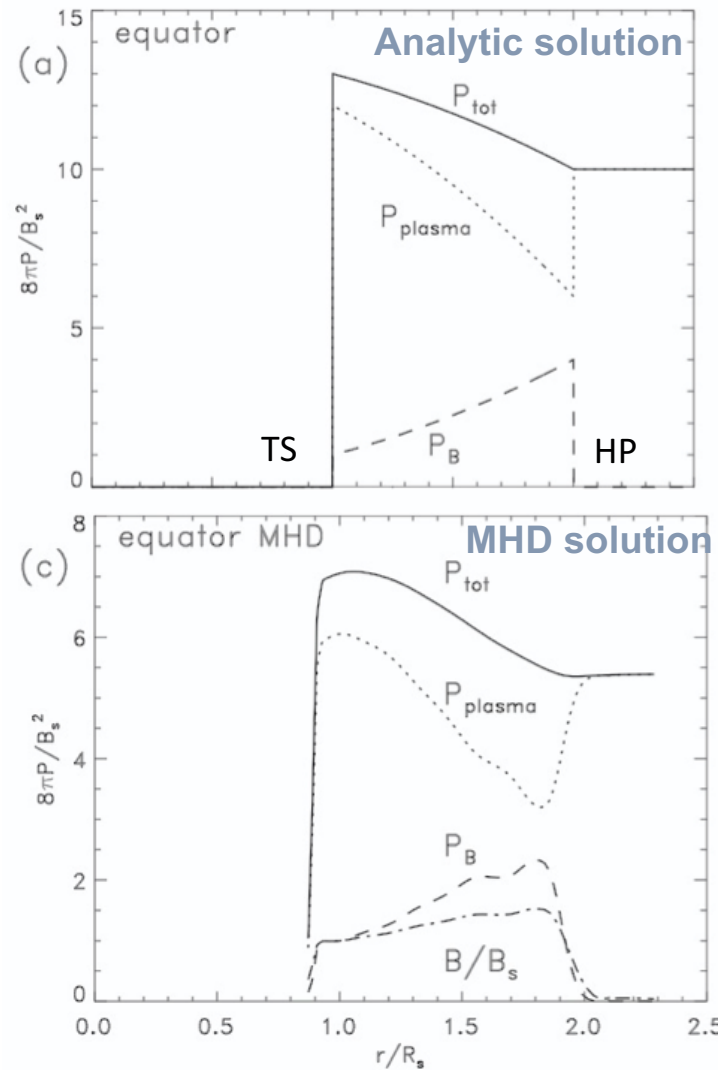 15
equator
Analytic solution
(a)
P_tot
10
P_plasma
8πP/B_s^2
5
TS
P_B
HP
0
8
equator MHD
MHD solution
(c)
P_tot
6
P_plasma
8πP/B_s^2
4
P_B
2
B/B_s
0
0.0 0.5 1.0 1.5 2.0 2.5
r/R_s